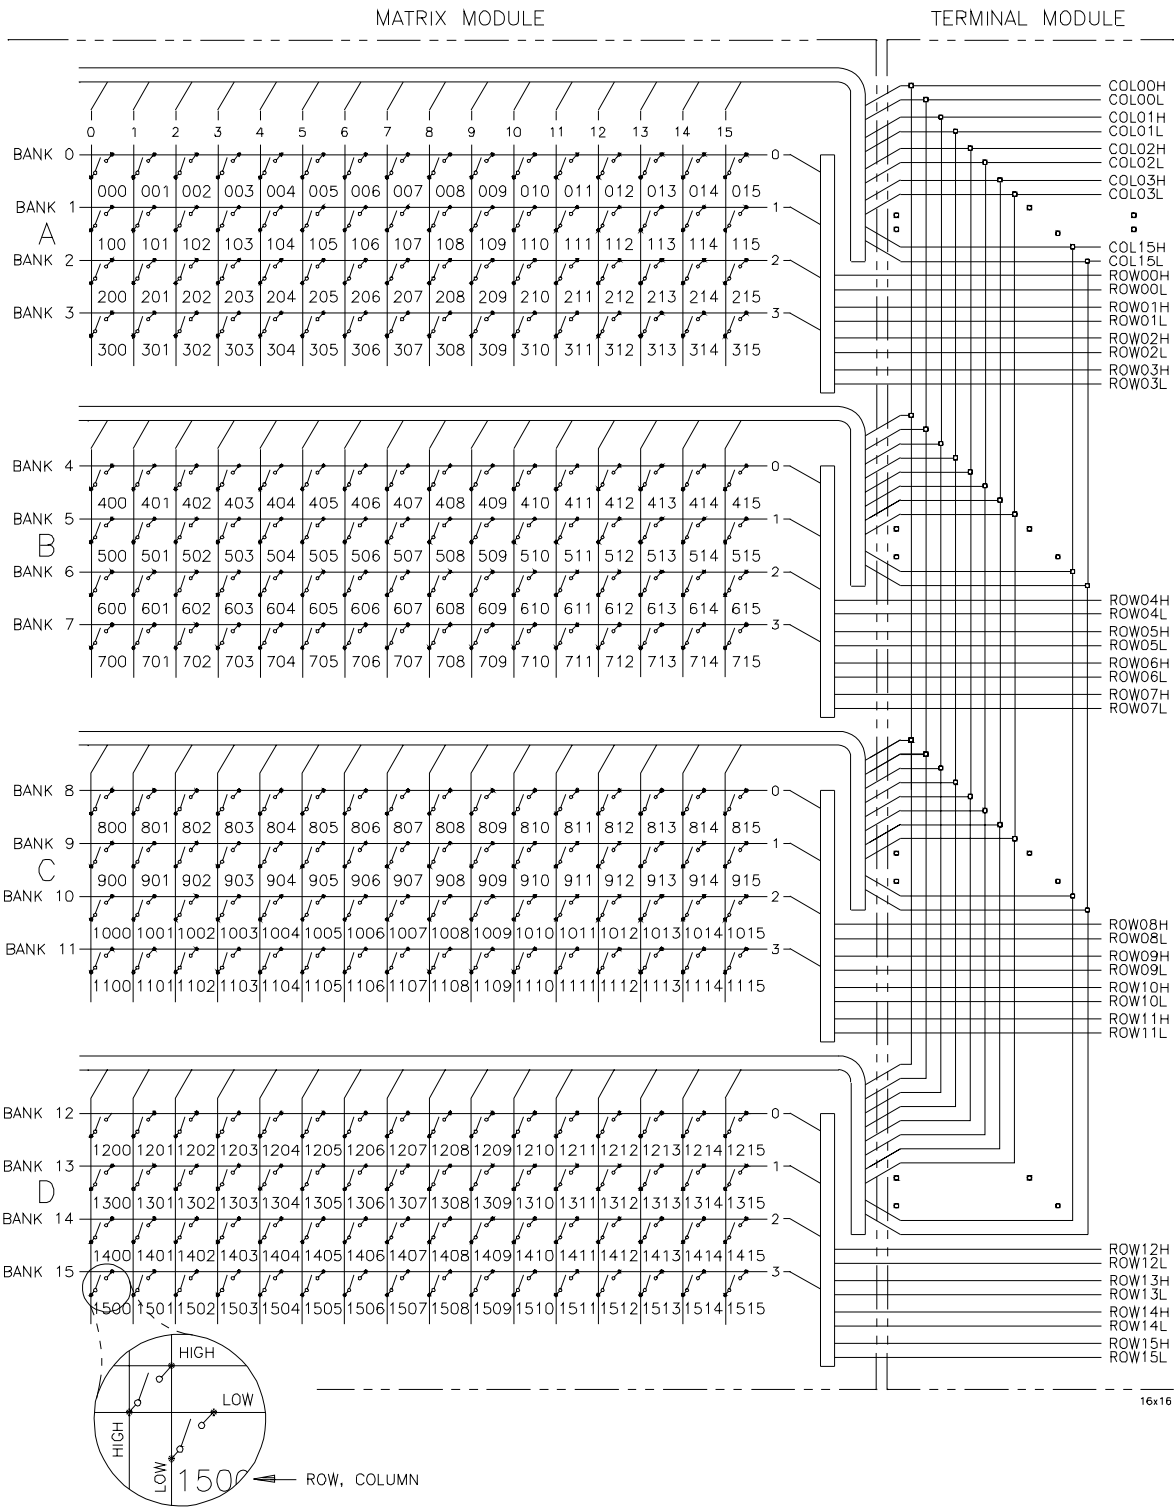 MATRIX MODULE TERMINAL MODULE
COL00H
COL00L
COL01H
COL01L
COL02H
COL02L
COL03H
COL03L
COL15H
COL15L
ROW00H
ROW00L
ROW01H
ROW01L
ROW02H
ROW02L
ROW03H
ROW03L
0 1 2 3 4 5 6 7 8 9 10 11 12 13 14 15
BANK 0 0
000 001 002 003 004 005 006 007 008 009 010 011 012 013 014 015
BANK 1 1
A
100 101 102 103 104 105 106 107 108 109 110 111 112 113 114 115
BANK 2 2
200 201 202 203 204 205 206 207 208 209 210 211 212 213 214 215
BANK 3 3
300 301 302 303 304 305 306 307 308 309 310 311 312 313 314 315
BANK 4 0
400 401 402 403 404 405 406 407 408 409 410 411 412 413 414 415
BANK 5 1
B
500 501 502 503 504 505 506 507 508 509 510 511 512 513 514 515
BANK 6 2
600 601 602 603 604 605 606 607 608 609 610 611 612 613 614 615
BANK 7 3
700 701 702 703 704 705 706 707 708 709 710 711 712 713 714 715
ROW04H
ROW04L
ROW05H
ROW05L
ROW06H
ROW06L
ROW07H
ROW07L
BANK 8 0
800 801 802 803 804 805 806 807 808 809 810 811 812 813 814 815
BANK 9 1
C
900 901 902 903 904 905 906 907 908 909 910 911 912 913 914 915
BANK 10 2
1000 1001 1002 1003 1004 1005 1006 1007 1008 1009 1010 1011 1012 1013 1014 1015
BANK 11 3
1100 1101 1102 1103 1104 1105 1106 1107 1108 1109 1110 1111 1112 1113 1114 1115
ROW08H
ROW08L
ROW09H
ROW09L
ROW10H
ROW10L
ROW11H
ROW11L
BANK 12 0
1200 1201 1202 1203 1204 1205 1206 1207 1208 1209 1210 1211 1212 1213 1214 1215
BANK 13 1
D
1300 1301 1302 1303 1304 1305 1306 1307 1308 1309 1310 1311 1312 1313 1314 1315
BANK 14 2
1400 1401 1402 1403 1404 1405 1406 1407 1408 1409 1410 1411 1412 1413 1414 1415
BANK 15 3
1500 1501 1502 1503 1504 1505 1506 1507 1508 1509 1510 1511 1512 1513 1514 1515
ROW12H
ROW12L
ROW13H
ROW13L
ROW14H
ROW14L
ROW15H
ROW15L
HIGH
LOW
HIGH
LOW
1500
ROW, COLUMN
16x16